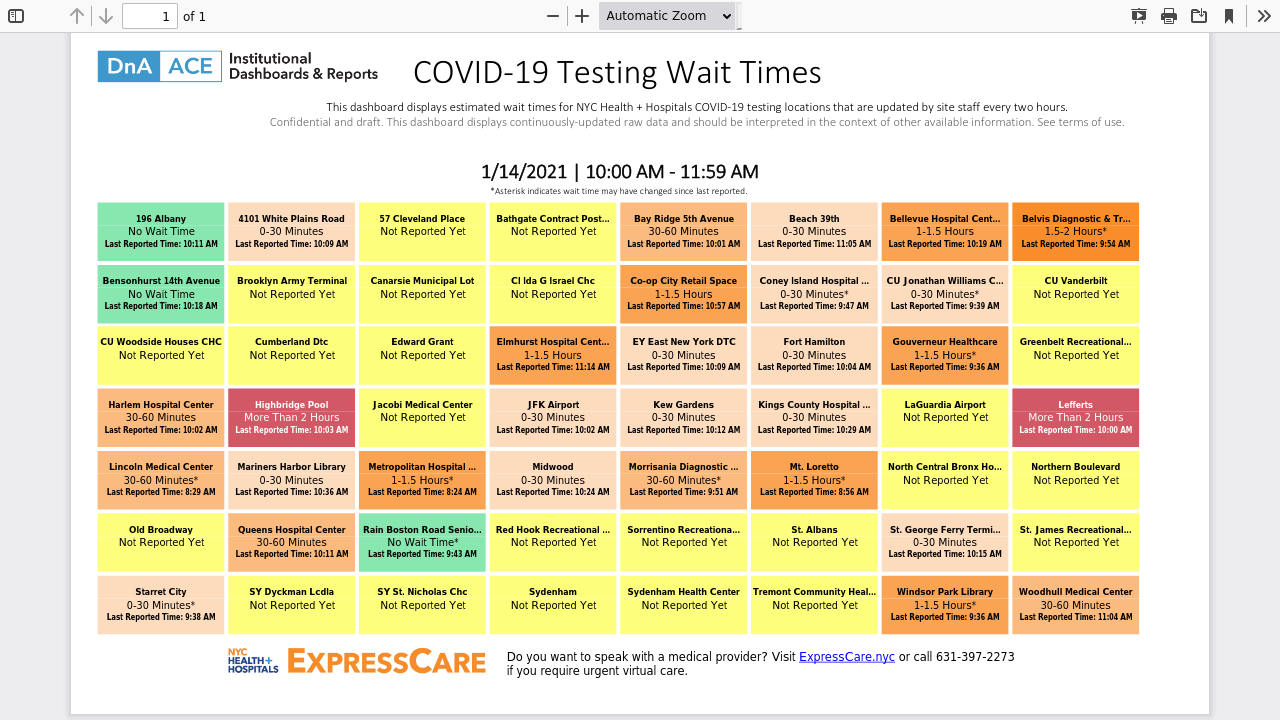 1 of 1 Automatic Zoom
DnA ACE Institutional Dashboards & Reports
COVID-19 Testing Wait Times
This dashboard displays estimated wait times for NYC Health + Hospitals COVID-19 testing locations that are updated by site staff every two hours.
Confidential and draft. This dashboard displays continuously-updated raw data and should be interpreted in the context of other available information. See terms of use.
1/14/2021 | 10:00 AM - 11:59 AM
*Asterisk indicates wait time may have changed since last reported.
196 Albany
No Wait Time
Last Reported Time: 10:11 AM
4101 White Plains Road
0-30 Minutes
Last Reported Time: 10:09 AM
57 Cleveland Place
Not Reported Yet
Bathgate Contract Post...
Not Reported Yet
Bay Ridge 5th Avenue
30-60 Minutes
Last Reported Time: 10:01 AM
Beach 39th
0-30 Minutes
Last Reported Time: 11:05 AM
Bellevue Hospital Cent...
1-1.5 Hours
Last Reported Time: 10:19 AM
Belvis Diagnostic & Tr...
1.5-2 Hours*
Last Reported Time: 9:54 AM
Bensonhurst 14th Avenue
No Wait Time
Last Reported Time: 10:18 AM
Brooklyn Army Terminal
Not Reported Yet
Canarsie Municipal Lot
Not Reported Yet
CI Ida G Israel Chc
Not Reported Yet
Co-op City Retail Space
1-1.5 Hours
Last Reported Time: 10:57 AM
Coney Island Hospital ...
0-30 Minutes*
Last Reported Time: 9:47 AM
CU Jonathan Williams C...
0-30 Minutes*
Last Reported Time: 9:39 AM
CU Vanderbilt
Not Reported Yet
CU Woodside Houses CHC
Not Reported Yet
Cumberland Dtc
Not Reported Yet
Edward Grant
Not Reported Yet
Elmhurst Hospital Cent...
1-1.5 Hours
Last Reported Time: 11:14 AM
EY East New York DTC
0-30 Minutes
Last Reported Time: 10:09 AM
Fort Hamilton
0-30 Minutes
Last Reported Time: 10:04 AM
Gouverneur Healthcare
1-1.5 Hours*
Last Reported Time: 9:36 AM
Greenbelt Recreational...
Not Reported Yet
Harlem Hospital Center
30-60 Minutes
Last Reported Time: 10:02 AM
Highbridge Pool
More Than 2 Hours
Last Reported Time: 10:03 AM
Jacobi Medical Center
Not Reported Yet
JFK Airport
0-30 Minutes
Last Reported Time: 10:02 AM
Kew Gardens
0-30 Minutes
Last Reported Time: 10:12 AM
Kings County Hospital ...
0-30 Minutes
Last Reported Time: 10:29 AM
LaGuardia Airport
Not Reported Yet
Lefferts
More Than 2 Hours
Last Reported Time: 10:00 AM
Lincoln Medical Center
30-60 Minutes*
Last Reported Time: 8:29 AM
Mariners Harbor Library
0-30 Minutes
Last Reported Time: 10:36 AM
Metropolitan Hospital ...
1-1.5 Hours*
Last Reported Time: 8:24 AM
Midwood
0-30 Minutes
Last Reported Time: 10:24 AM
Morrisania Diagnostic ...
30-60 Minutes*
Last Reported Time: 9:51 AM
Mt. Loretto
1-1.5 Hours*
Last Reported Time: 8:56 AM
North Central Bronx Ho...
Not Reported Yet
Northern Boulevard
Not Reported Yet
Old Broadway
Not Reported Yet
Queens Hospital Center
30-60 Minutes
Last Reported Time: 10:11 AM
Rain Boston Road Senio...
No Wait Time*
Last Reported Time: 9:43 AM
Red Hook Recreational ...
Not Reported Yet
Sorrentino Recreationa...
Not Reported Yet
St. Albans
Not Reported Yet
St. George Ferry Termi...
0-30 Minutes
Last Reported Time: 10:15 AM
St. James Recreational...
Not Reported Yet
Starret City
0-30 Minutes*
Last Reported Time: 9:38 AM
SY Dyckman Lcdla
Not Reported Yet
SY St. Nicholas Chc
Not Reported Yet
Sydenham
Not Reported Yet
Sydenham Health Center
Not Reported Yet
Tremont Community Heal...
Not Reported Yet
Windsor Park Library
1-1.5 Hours*
Last Reported Time: 9:36 AM
Woodhull Medical Center
30-60 Minutes
Last Reported Time: 11:04 AM
NYC
HEALTH+
HOSPITALS
EXPRESSCARE
Do you want to speak with a medical provider? Visit ExpressCare.nyc or call 631-397-2273
if you require urgent virtual care.